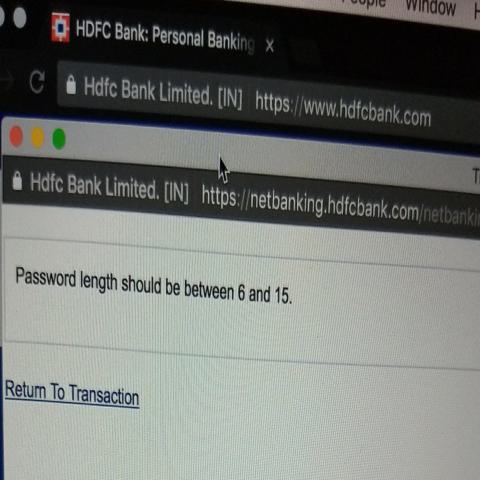 People Window
HDFC Bank: Personal Banking x
Hdfc Bank Limited. [IN] https://www.hdfcbank.com
Hdfc Bank Limited. [IN] https://netbanking.hdfcbank.com/netbanki
Password length should be between 6 and 15.
Return To Transaction